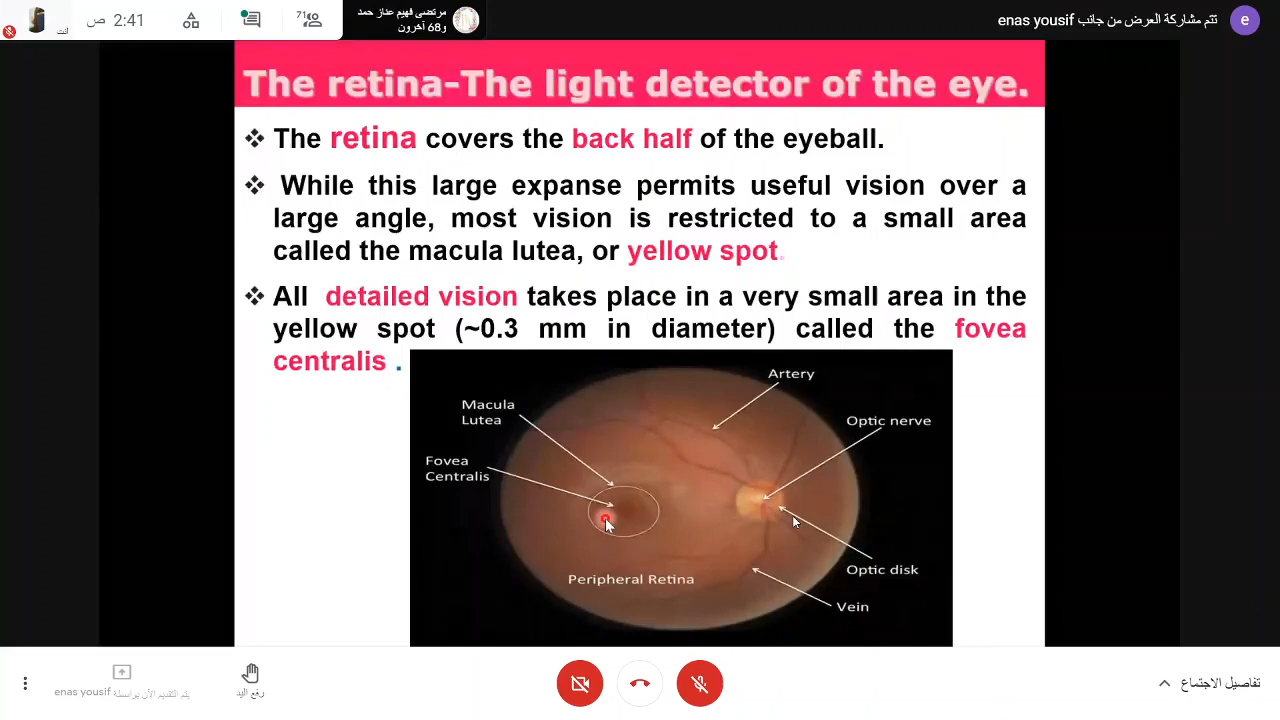 2:41 ص
71
أنت
مرتضى فهيم عناز حمد
و68 آخرون
تتم مشاركة العرض من جانب enas yousif
e
The retina-The light detector of the eye.
❖ The retina covers the back half of the eyeball.
❖ While this large expanse permits useful vision over a
large angle, most vision is restricted to a small area
called the macula lutea, or yellow spot.
❖ All detailed vision takes place in a very small area in the
yellow spot (~0.3 mm in diameter) called the fovea
centralis .
Artery
Macula
Lutea
Optic nerve
Fovea
Centralis
Peripheral Retina
Optic disk
Vein
يتم التقديم الآن بواسطة enas yousif
رفع اليد
تفاصيل الاجتماع